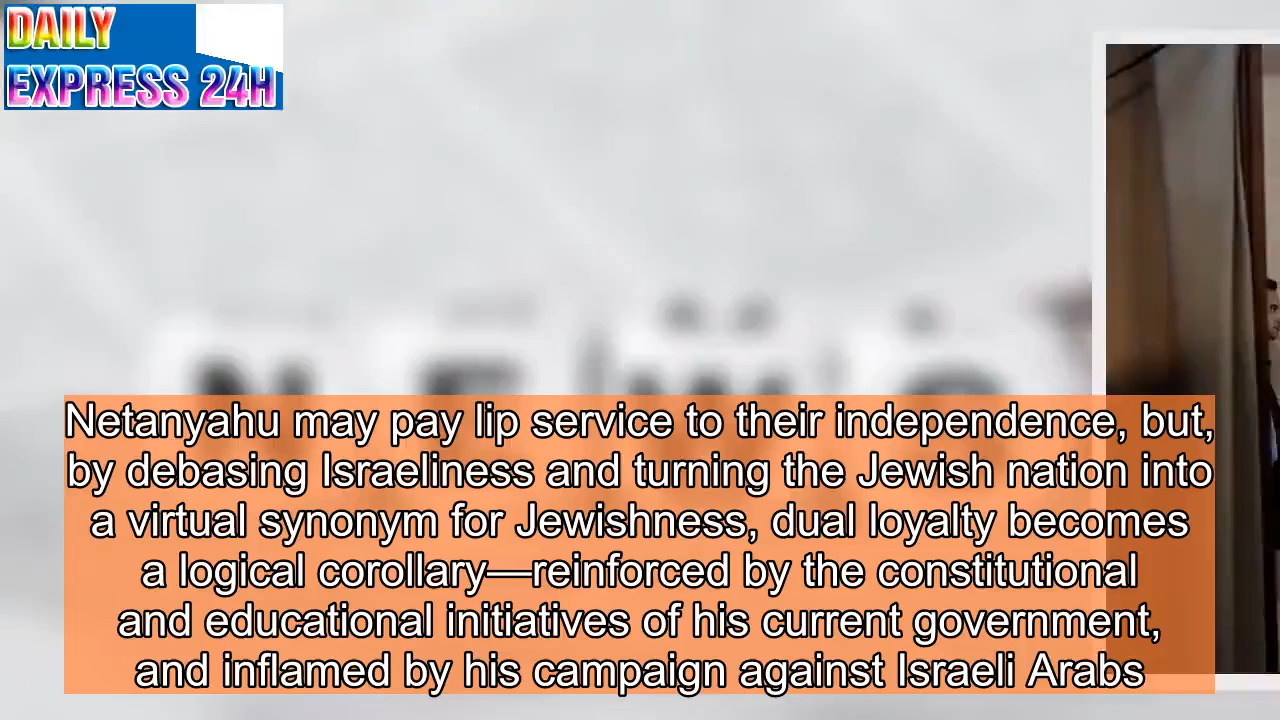 DAILY
EXPRESS 24H
NEWS
Netanyahu may pay lip service to their independence, but,
by debasing Israeliness and turning the Jewish nation into
a virtual synonym for Jewishness, dual loyalty becomes
a logical corollary—reinforced by the constitutional
and educational initiatives of his current government,
and inflamed by his campaign against Israeli Arabs